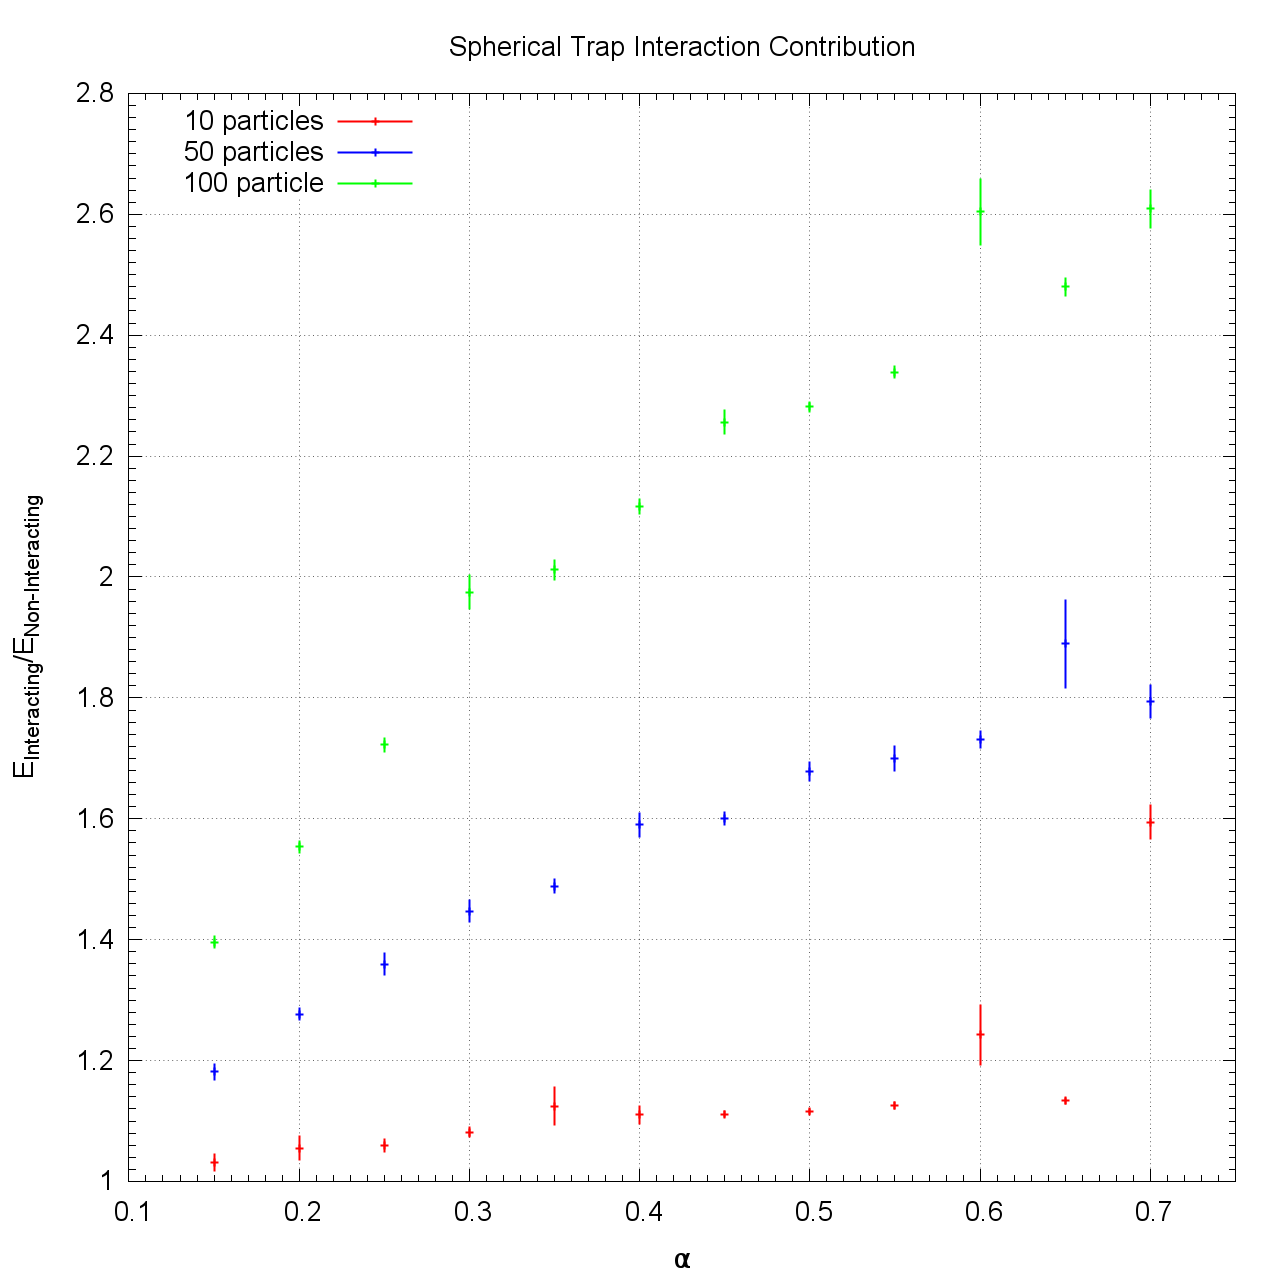 Spherical Trap Interaction Contribution
2.8
10 particles
50 particles
100 particle
2.6
2.4
2.2
2
1.8
1.6
1.4
1.2
1
E_Interacting/E_Non-Interacting
0.1 0.2 0.3 0.4 0.5 0.6 0.7
α